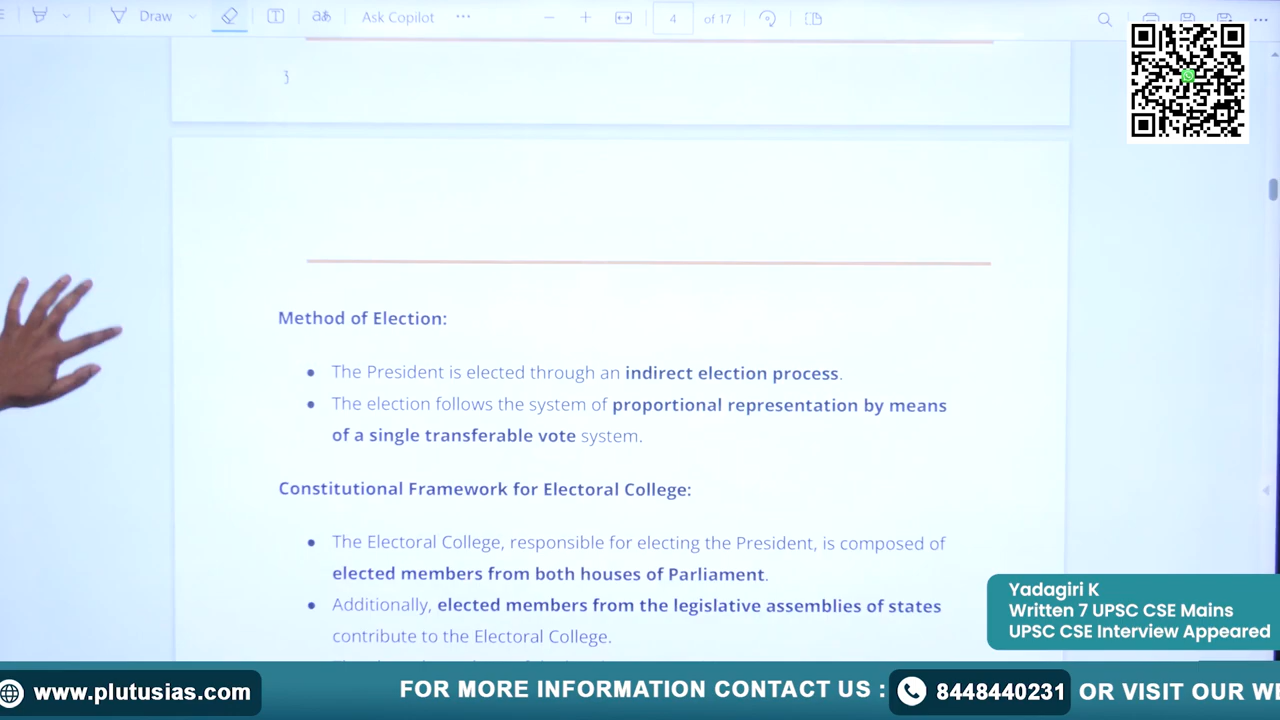 Draw
Ask Copilot
4 of 17
3
Method of Election:
The President is elected through an indirect election process.
The election follows the system of proportional representation by means
of a single transferable vote system.
Constitutional Framework for Electoral College:
The Electoral College, responsible for electing the President, is composed of
elected members from both houses of Parliament.
Additionally, elected members from the legislative assemblies of states
contribute to the Electoral College.
Yadagiri K
Written 7 UPSC CSE Mains
UPSC CSE Interview Appeared
www.plutusias.com
FOR MORE INFORMATION CONTACT US : 8448440231 OR VISIT OUR WE